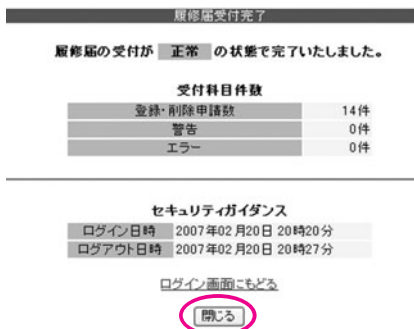 履修届受付完了
履修届の受付が 正常 の状態で完了いたしました。
受付科目件数
登録・削除申請数 14件
警告 0件
エラー 0件
セキュリティガイダンス
ログイン日時 2007年02月20日 20時20分
ログアウト日時 2007年02月20日 20時27分
ログイン画面にもどる
閉じる